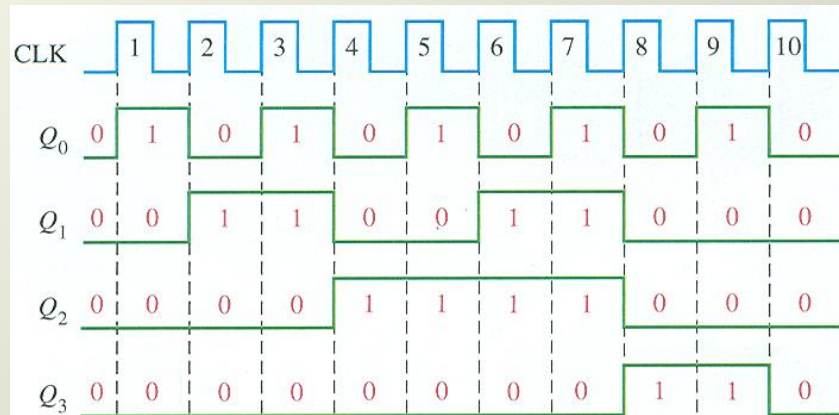 CLK 1 2 3 4 5 6 7 8 9 10
Q0 0 1 0 1 0 1 0 1 0 1 0
Q1 0 0 1 1 0 0 1 1 0 0 0
Q2 0 0 0 0 1 1 1 1 0 0 0
Q3 0 0 0 0 0 0 0 0 1 1 0